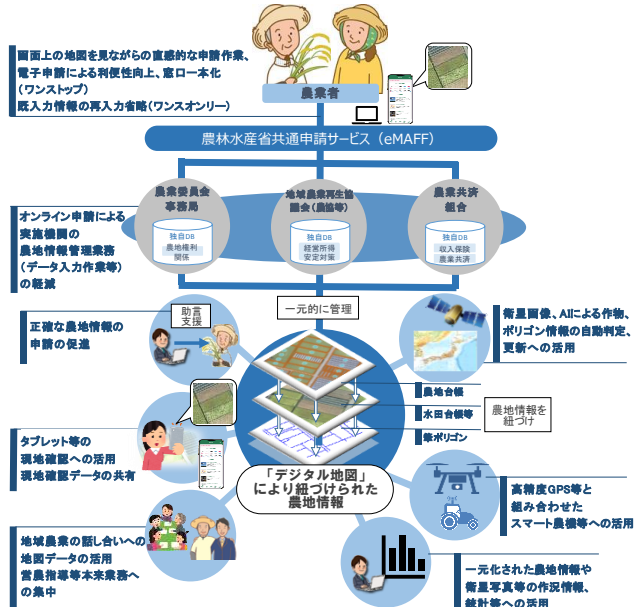 画面上の地図を見ながらの直感的な申請作業、
電子申請による利便性向上、窓口一本化
（ワンストップ）
既入力情報の再入力省略（ワンスオンリー）
農業者
農林水産省共通申請サービス（eMAFF）
農業委員会
事務局
独自DB
農地権利
関係
地域農業再生協
議会（農協等）
独自DB
経営所得
安定対策
農業共済
組合
独自DB
収入保険
農業共済
オンライン申請による
実施機関の
農地情報管理業務
（データ入力作業等）
の軽減
一元的に管理
助言
支援
正確な農地情報の
申請の促進
衛星画像、AIによる作物、
ポリゴン情報の自動判定、
更新への活用
農地台帳
水田台帳等
筆ポリゴン
農地情報を
紐づけ
タブレット等の
現地確認への活用
現地確認データの共有
「デジタル地図」
により紐づけられた
農地情報
高精度GPS等と
組み合わせた
スマート農機等への活用
地域農業の話し合いへの
地図データの活用
営農指導等本来業務へ
の集中
一元化された農地情報や
衛星写真等の作況情報、
統計等への活用